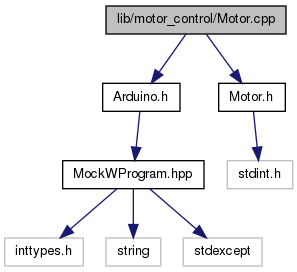 lib/motor_control/Motor.cpp
Arduino.h
Motor.h
MockWProgram.hpp
stdint.h
inttypes.h
string
stdexcept